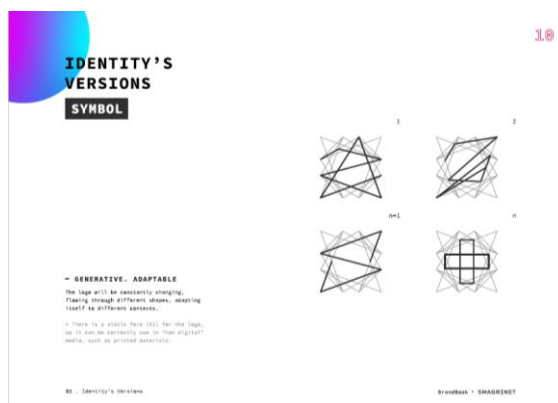 10
IDENTITY'S
VERSIONS
SYMBOL
1
2
n-1
n
— GENERATIVE. ADAPTABLE
The logo will be constantly changing,
flowing through different shapes, adapting
itself to different contexts.
There is a static form (X1) for the logo,
so it can be correctly use in "non digital"
media, such as printed materials.
03 . Identity's Versions
BrandBook • SMAGRINET